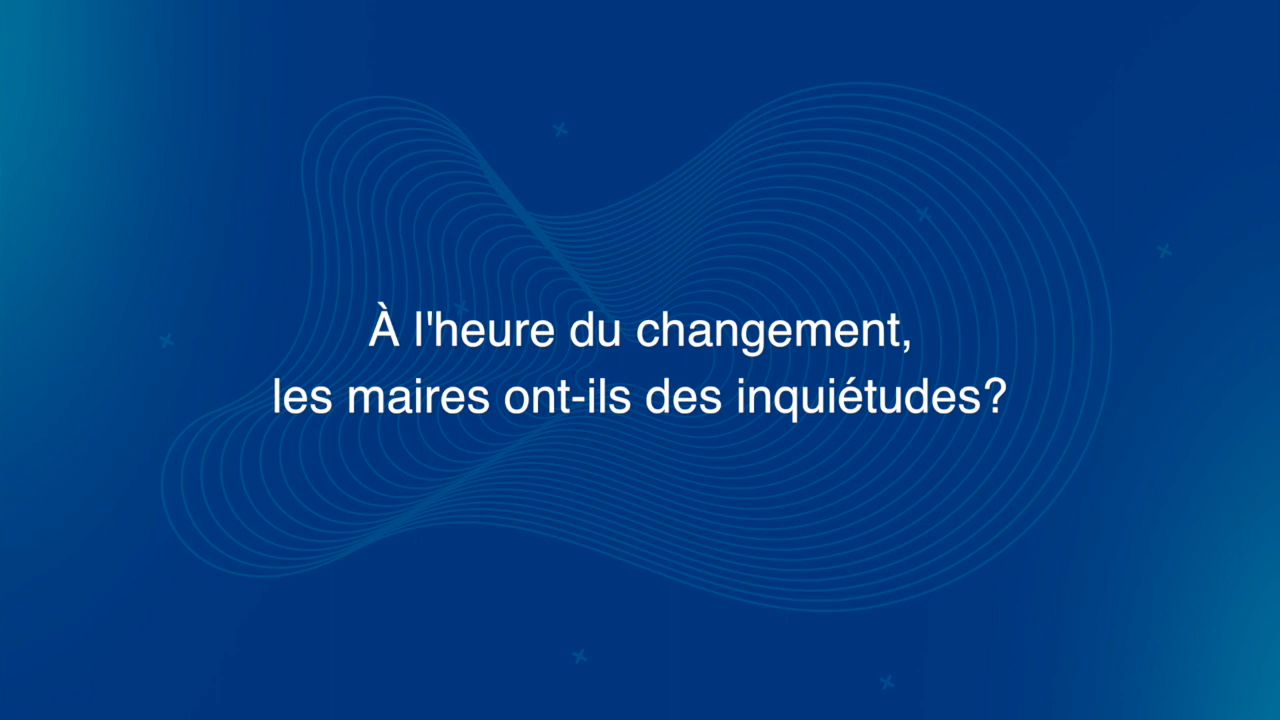 À l'heure du changement,
les maires ont-ils des inquiétudes?